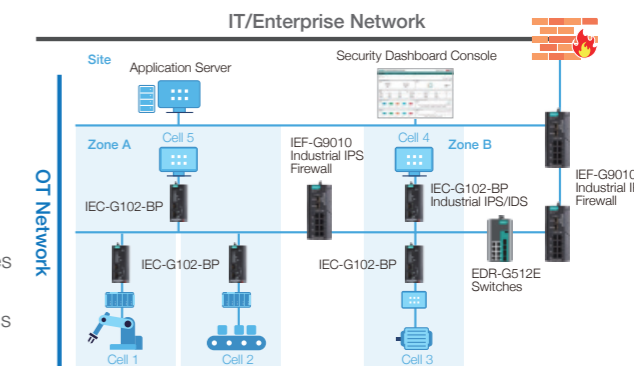 IT/Enterprise Network
Site
Application Server
Security Dashboard Console
Zone A
Cell 5
IEF-G9010
Industrial IPS
Firewall
Cell 4
Zone B
IEF-G9010
Industrial I
Firewall
IEC-G102-BP
IEC-G102-BP
Industrial IPS/IDS
OT Network
IEC-G102-BP
IEC-G102-BP
EDR-G512E
Switches
es
s
Cell 1
Cell 2
Cell 3